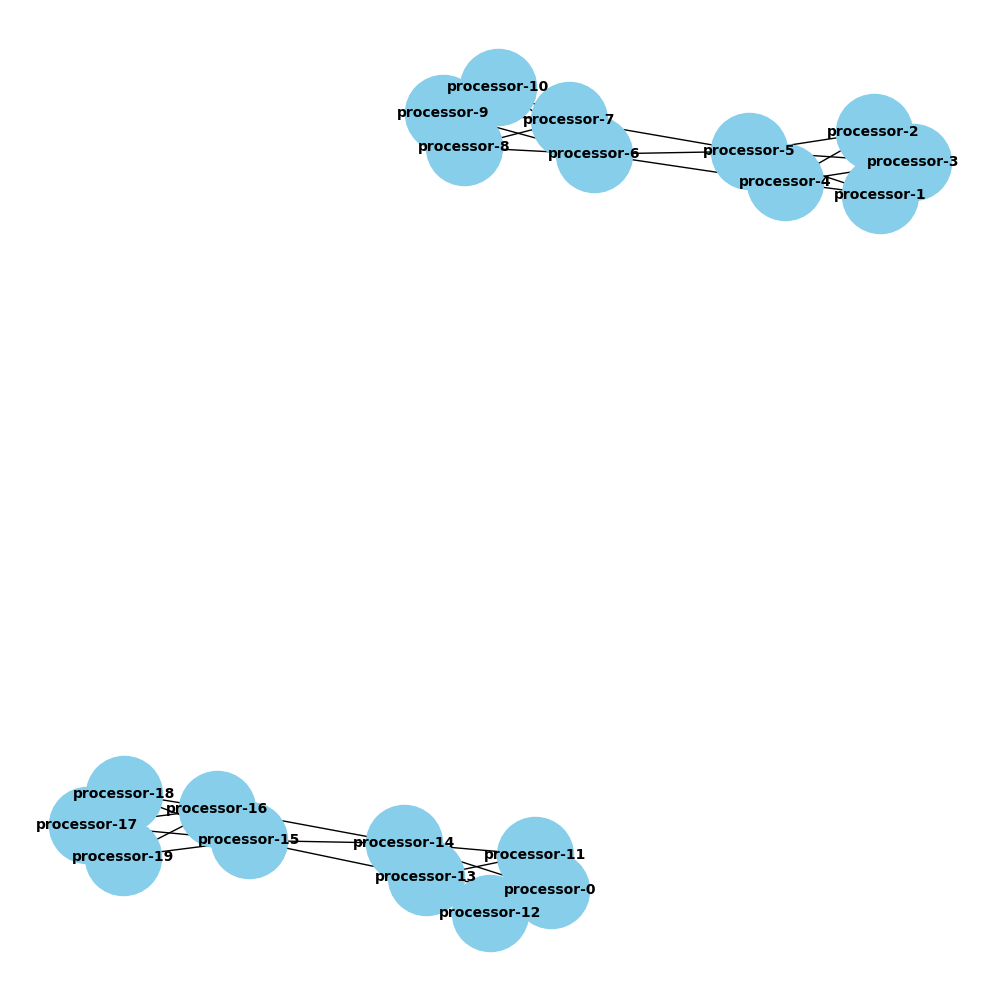 processor-10
processor-9
processor-7
processor-8
processor-6
processor-2
processor-5
processor-3
processor-4
processor-1
processor-18
processor-16
processor-17
processor-15
processor-19
processor-14
processor-11
processor-13
processor-0
processor-12